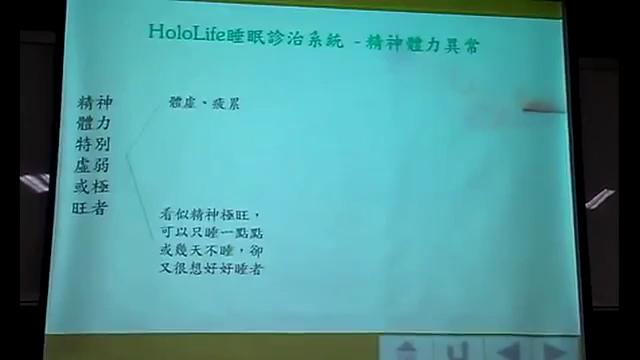 HoloLife睡眠診治系統 - 精神體力異常
精神
體力
特別
虛弱
或極
旺者
體虛、疲累
看似精神極旺，
可以只睡一點點
或幾天不睡，卻
又很想好好睡者